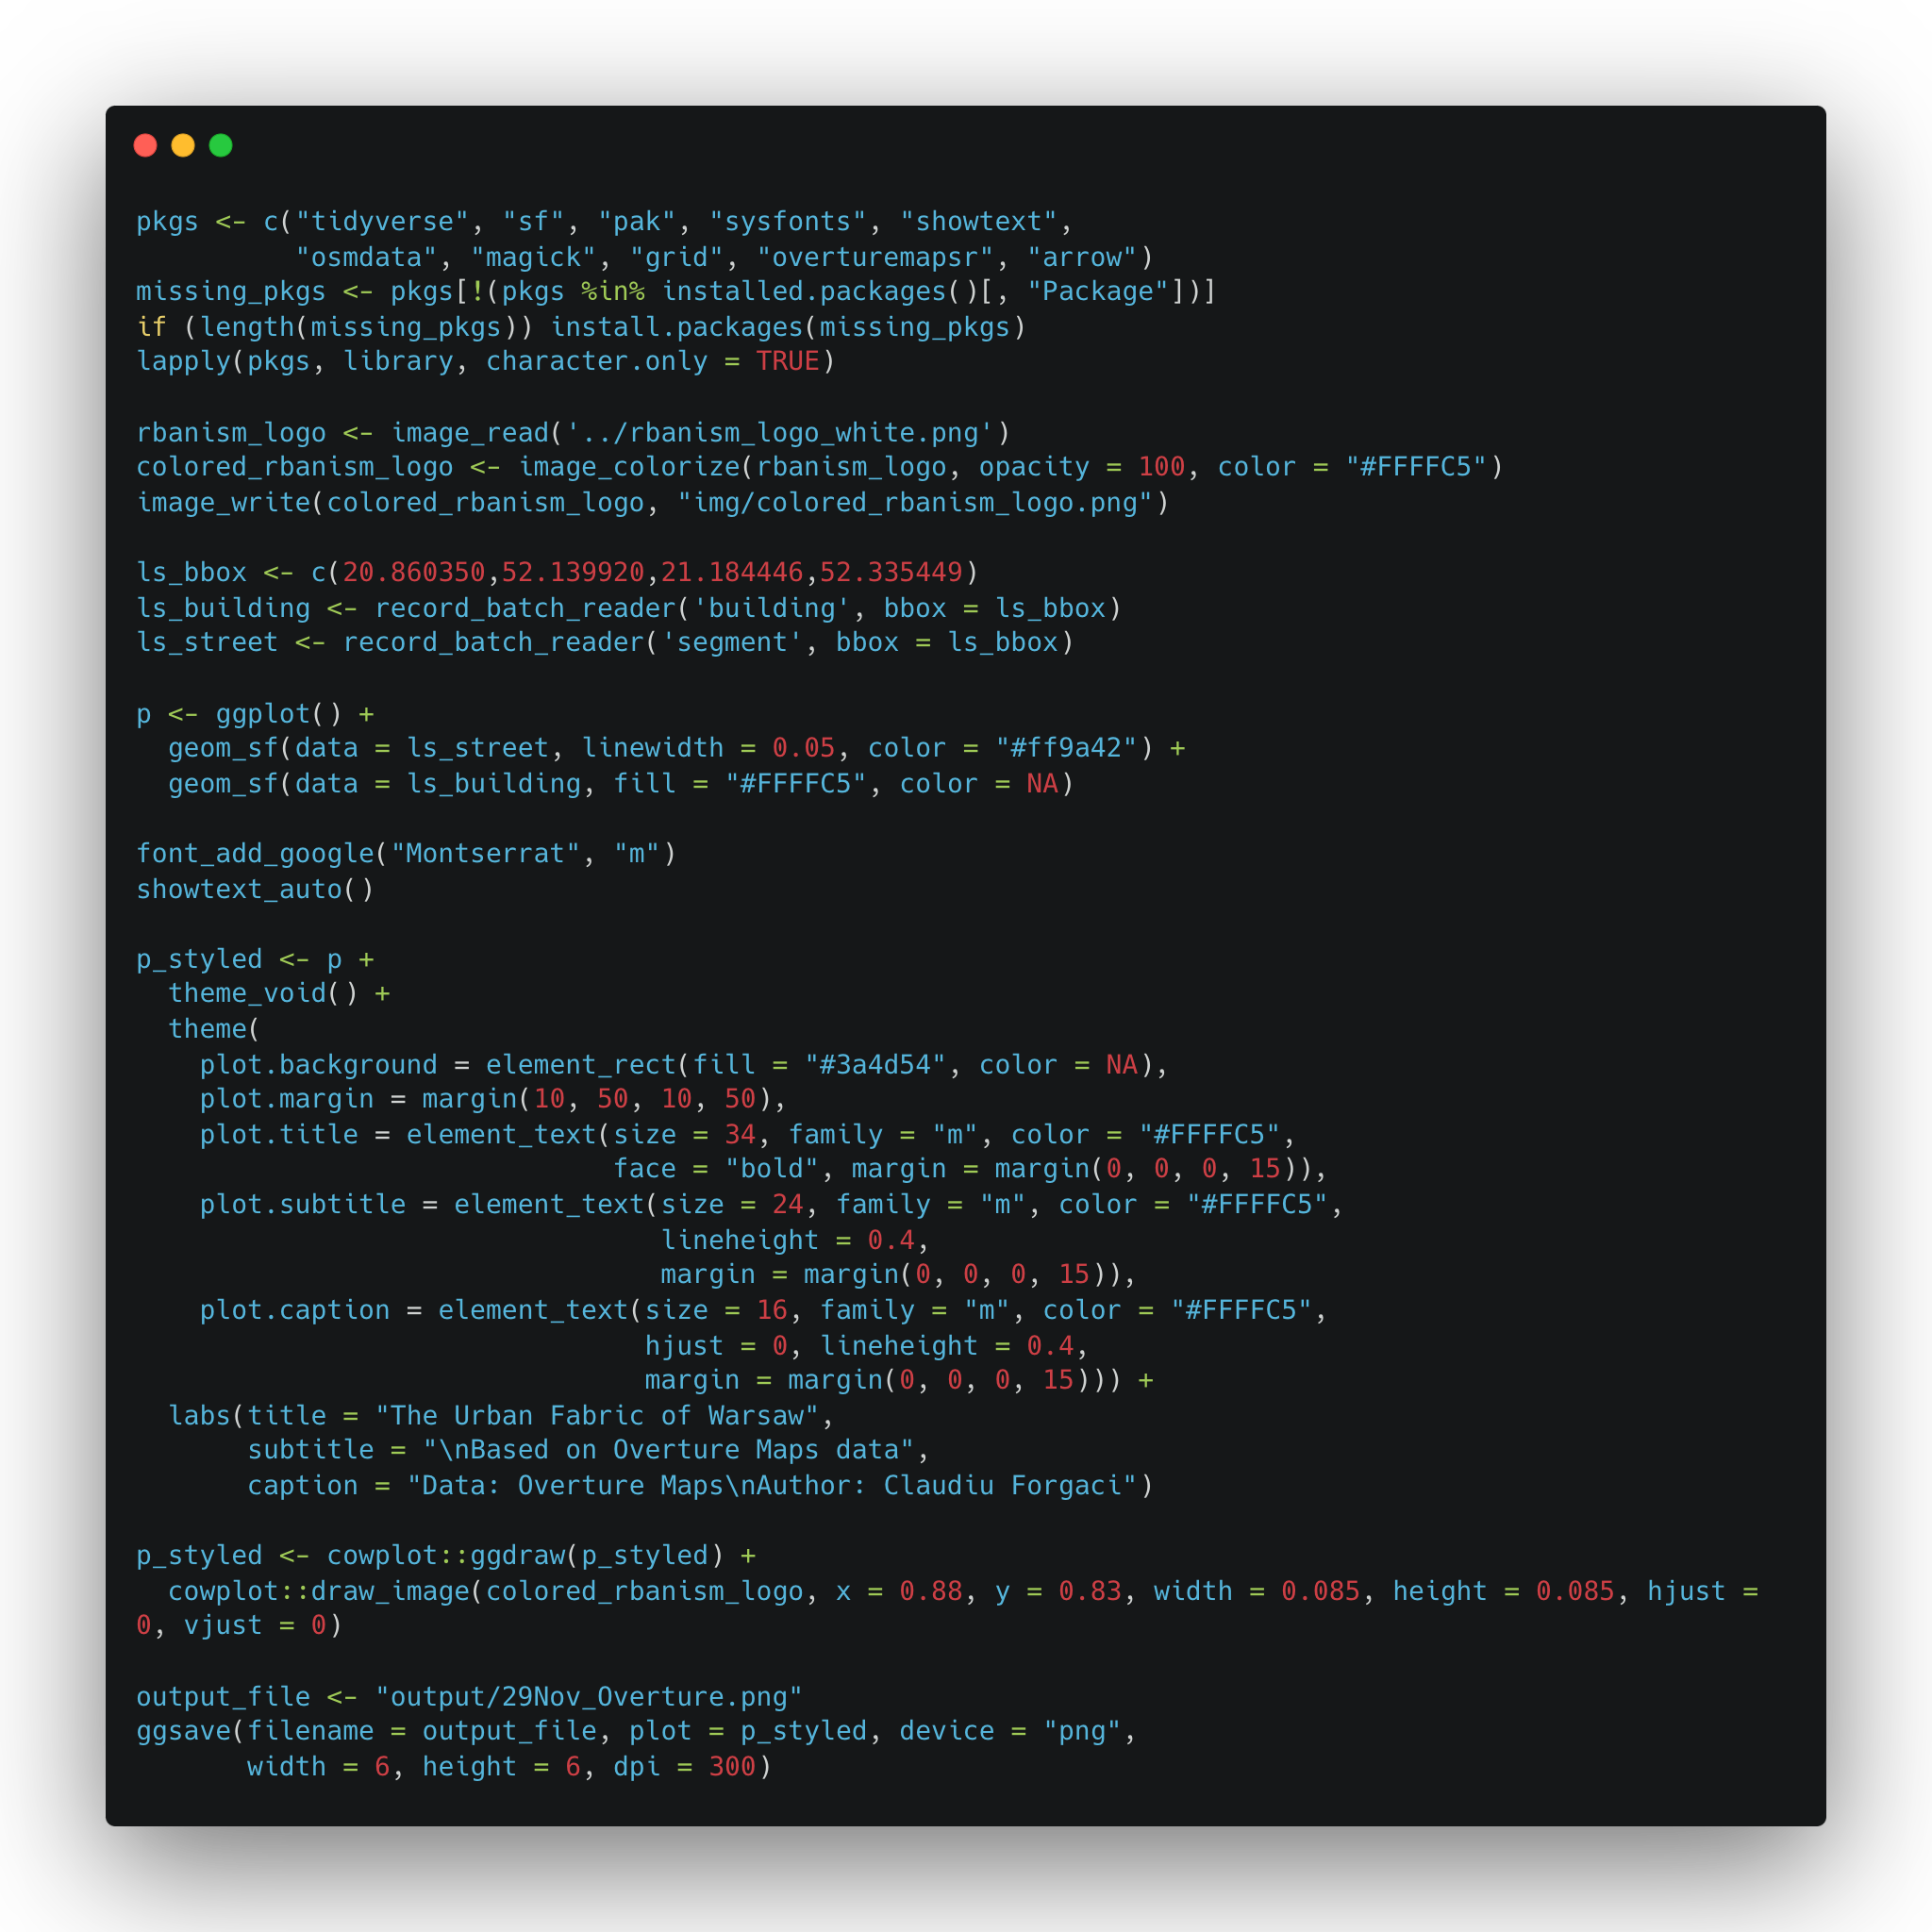 pkgs <- c("tidyverse", "sf", "pak", "sysfonts", "showtext",
          "osmdata", "magick", "grid", "overturemapsr", "arrow")
missing_pkgs <- pkgs[!(pkgs %in% installed.packages()[, "Package"])]
if (length(missing_pkgs)) install.packages(missing_pkgs)
lapply(pkgs, library, character.only = TRUE)

rbanism_logo <- image_read('../rbanism_logo_white.png')
colored_rbanism_logo <- image_colorize(rbanism_logo, opacity = 100, color = "#FFFFC5")
image_write(colored_rbanism_logo, "img/colored_rbanism_logo.png")

ls_bbox <- c(20.860350,52.139920,21.184446,52.335449)
ls_building <- record_batch_reader('building', bbox = ls_bbox)
ls_street <- record_batch_reader('segment', bbox = ls_bbox)

p <- ggplot() +
  geom_sf(data = ls_street, linewidth = 0.05, color = "#ff9a42") +
  geom_sf(data = ls_building, fill = "#FFFFC5", color = NA)

font_add_google("Montserrat", "m")
showtext_auto()

p_styled <- p +
  theme_void() +
  theme(
    plot.background = element_rect(fill = "#3a4d54", color = NA),
    plot.margin = margin(10, 50, 10, 50),
    plot.title = element_text(size = 34, family = "m", color = "#FFFFC5",
                              face = "bold", margin = margin(0, 0, 0, 15)),
    plot.subtitle = element_text(size = 24, family = "m", color = "#FFFFC5",
                                 lineheight = 0.4,
                                 margin = margin(0, 0, 0, 15)),
    plot.caption = element_text(size = 16, family = "m", color = "#FFFFC5",
                                hjust = 0, lineheight = 0.4,
                                margin = margin(0, 0, 0, 15))) +
  labs(title = "The Urban Fabric of Warsaw",
       subtitle = "\nBased on Overture Maps data",
       caption = "Data: Overture Maps\nAuthor: Claudiu Forgaci")

p_styled <- cowplot::ggdraw(p_styled) +
  cowplot::draw_image(colored_rbanism_logo, x = 0.88, y = 0.83, width = 0.085, height = 0.085, hjust =
0, vjust = 0)

output_file <- "output/29Nov_Overture.png"
ggsave(filename = output_file, plot = p_styled, device = "png",
       width = 6, height = 6, dpi = 300)